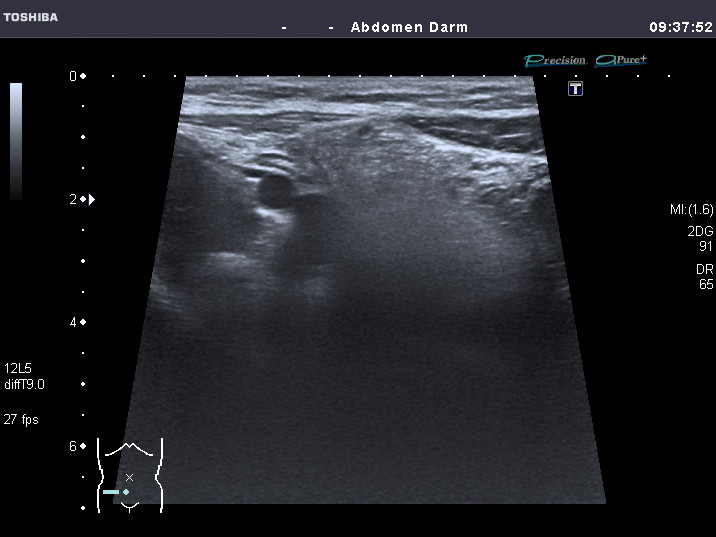 TOSHIBA
- - Abdomen Darm 09:37:52
Precision APure+
T
0
2
4
6
MI:(1.6)
2DG
91
DR
65
12L5
diffT9.0
27 fps